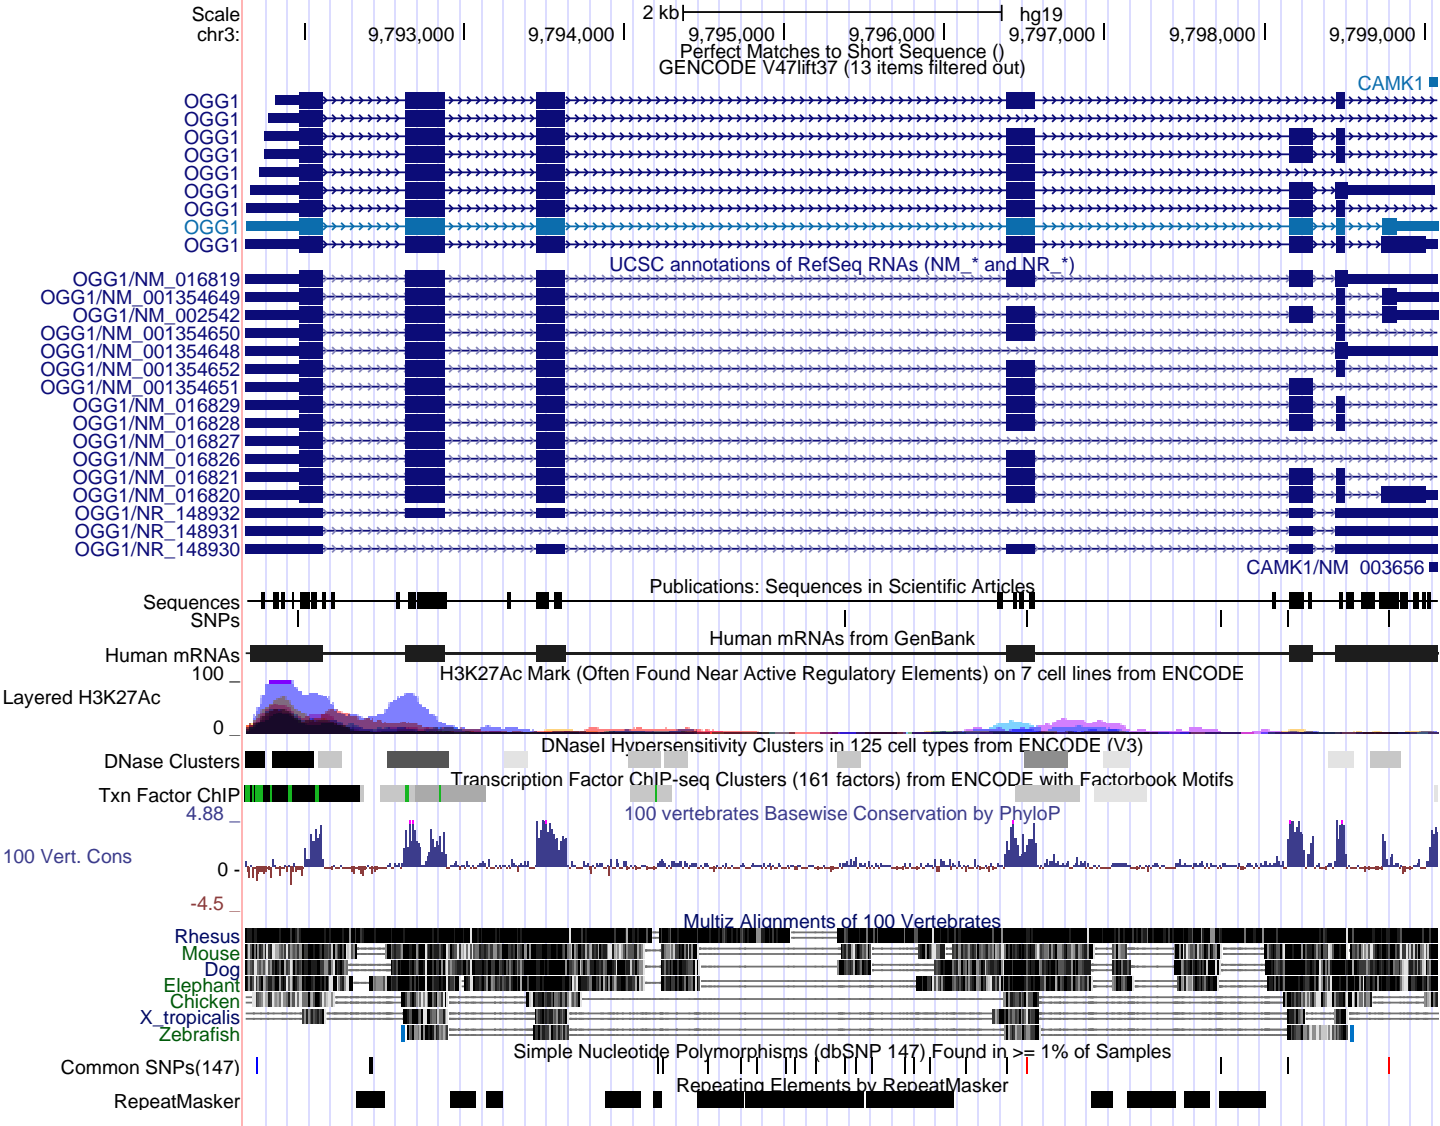 Scale 2 kb hg19
chr3: 9,793,000 9,794,000 9,795,000 9,796,000 9,797,000 9,798,000 9,799,000
Perfect Matches to Short Sequence ()
GENCODE V47lift37 (13 items filtered out)
CAMK1
OGG1
OGG1
OGG1
OGG1
OGG1
OGG1
OGG1
OGG1
OGG1
UCSC annotations of RefSeq RNAs (NM_* and NR_*)
OGG1/NM_016819
OGG1/NM_001354649
OGG1/NM_002542
OGG1/NM_001354650
OGG1/NM_001354648
OGG1/NM_001354652
OGG1/NM_001354651
OGG1/NM_016829
OGG1/NM_016828
OGG1/NM_016827
OGG1/NM_016826
OGG1/NM_016821
OGG1/NM_016820
OGG1/NR_148932
OGG1/NR_148931
OGG1/NR_148930
CAMK1/NM_003656
Publications: Sequences in Scientific Articles
Sequences
SNPs
Human mRNAs from GenBank
Human mRNAs
H3K27Ac Mark (Often Found Near Active Regulatory Elements) on 7 cell lines from ENCODE
100 _
Layered H3K27Ac
0 _
DNaseI Hypersensitivity Clusters in 125 cell types from ENCODE (V3)
DNase Clusters
Transcription Factor ChIP-seq Clusters (161 factors) from ENCODE with Factorbook Motifs
Txn Factor ChIP
100 vertebrates Basewise Conservation by PhyloP
4.88 _
100 Vert. Cons
0 -
-4.5 _
Multiz Alignments of 100 Vertebrates
Rhesus
Mouse
Dog
Elephant
Chicken
X_tropicalis
Zebrafish
Simple Nucleotide Polymorphisms (dbSNP 147) Found in >= 1% of Samples
Common SNPs(147)
Repeating Elements by RepeatMasker
RepeatMasker